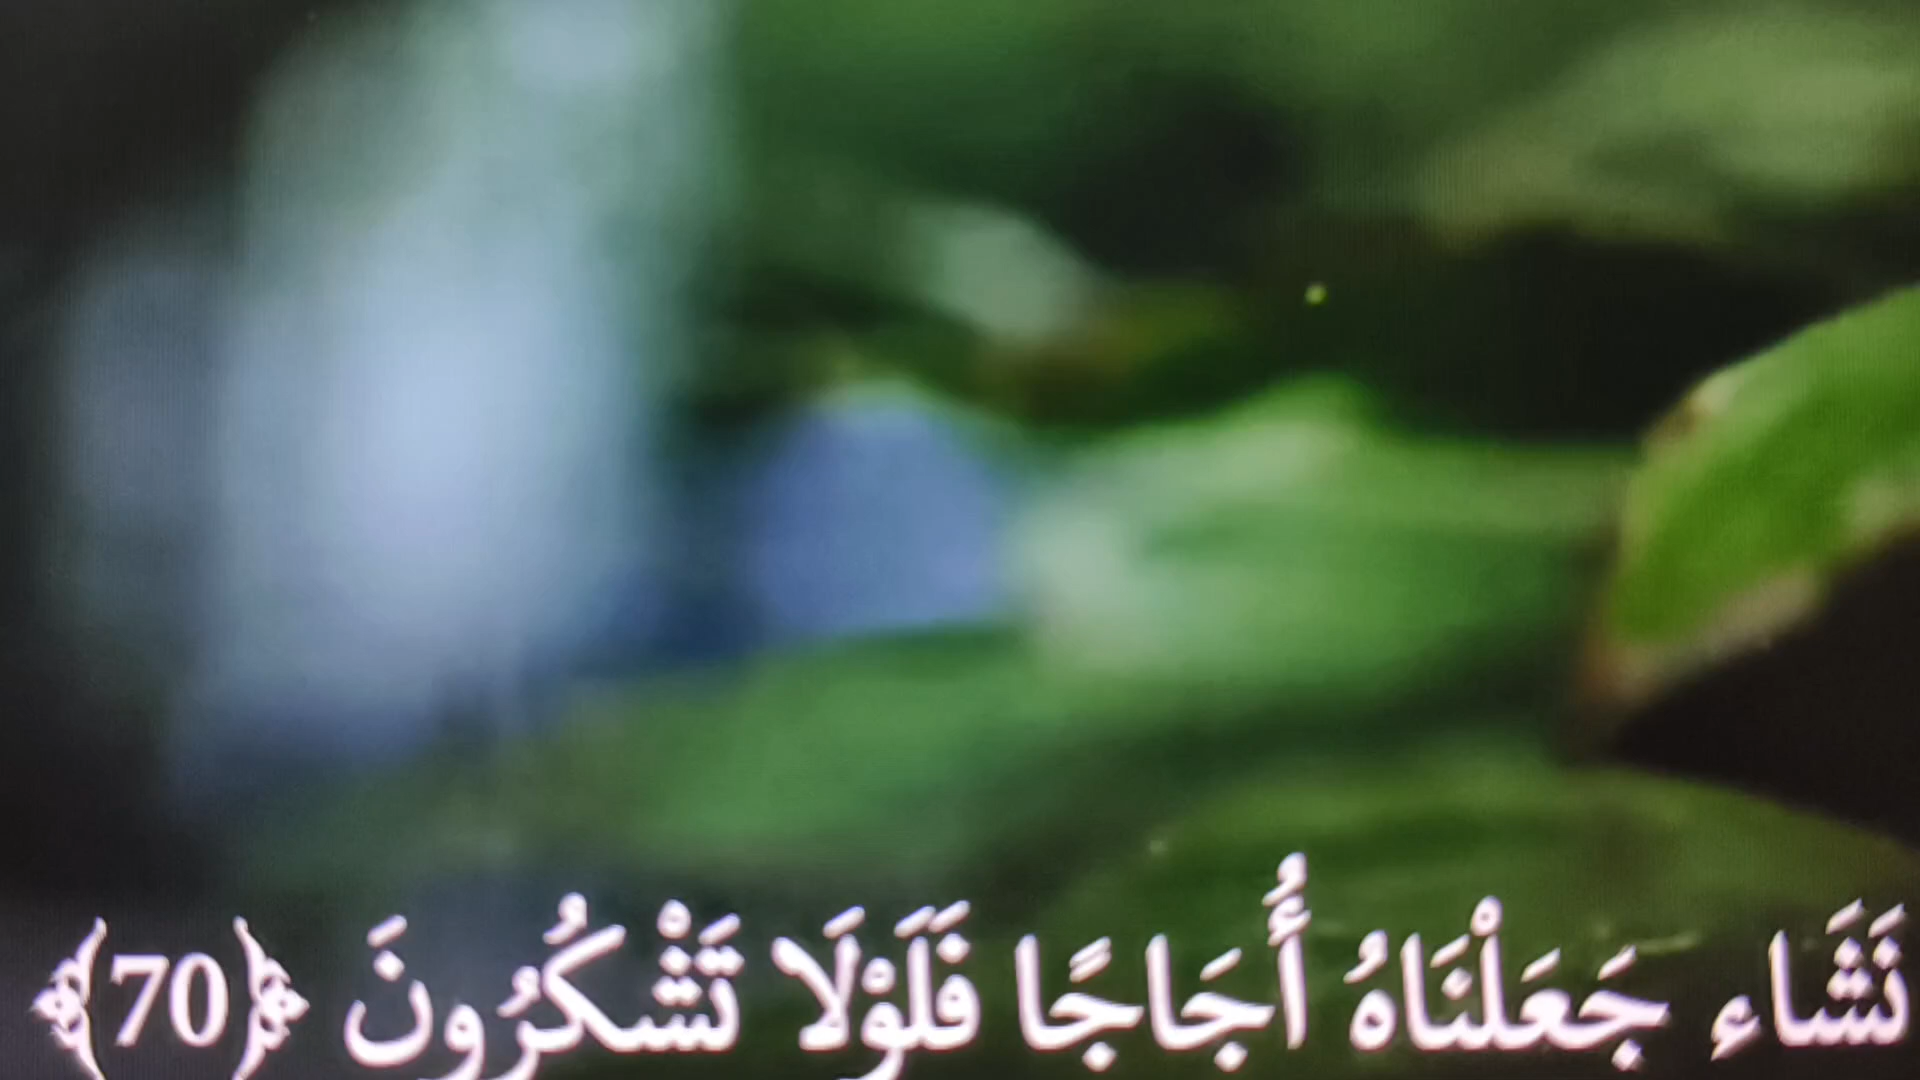 نَشَاء جَعَلْنَاهُ أُجَاجًا فَلَوْلَا تَشْكُرُونَ ﴿70﴾